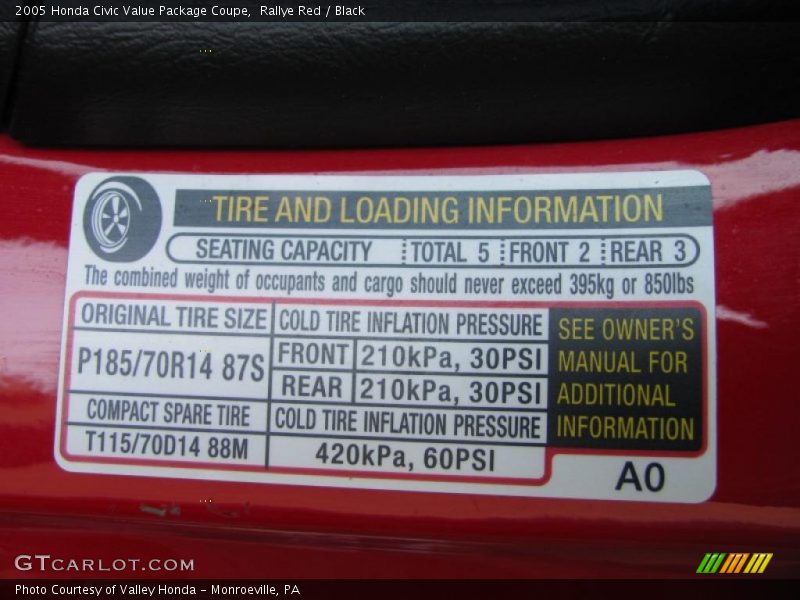 2005 Honda Civic Value Package Coupe, Rallye Red / Black
TIRE AND LOADING INFORMATION
SEATING CAPACITY TOTAL 5 FRONT 2 REAR 3
The combined weight of occupants and cargo should never exceed 395kg or 850lbs
ORIGINAL TIRE SIZE COLD TIRE INFLATION PRESSURE
P185/70R14 87S
FRONT 210kPa, 30PSI
REAR 210kPa, 30PSI
COMPACT SPARE TIRE COLD TIRE INFLATION PRESSURE
T115/70D14 88M 420kPa, 60PSI
SEE OWNER'S
MANUAL FOR
ADDITIONAL
INFORMATION
A0
GTCARLOT.COM
Photo Courtesy of Valley Honda - Monroeville, PA